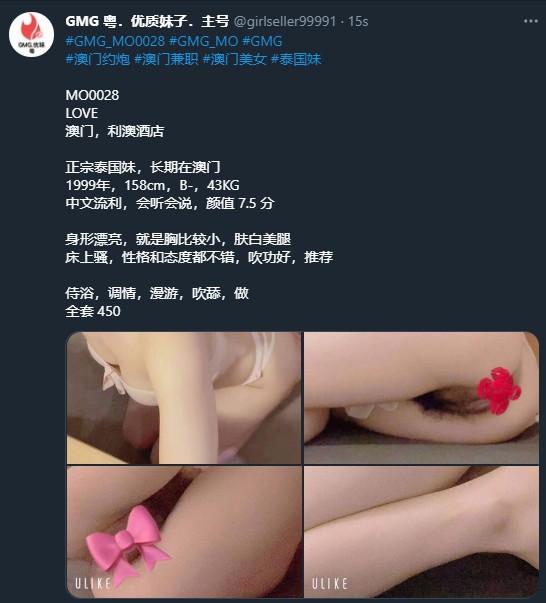 GMG.优妹
粤
GMG 粤．优质妹子．主号 @girlseller99991 · 15s
#GMG_MO0028 #GMG_MO #GMG
#澳门约炮 #澳门兼职 #澳门美女 #泰国妹
MO0028
LOVE
澳门，利澳酒店
正宗泰国妹，长期在澳门
1999年，158cm，B-，43KG
中文流利，会听会说，颜值 7.5 分
身形漂亮，就是胸比较小，肤白美腿
床上骚，性格和态度都不错，吹功好，推荐
侍浴，调情，漫游，吹舔，做
全套 450
ULIKE
ULIKE